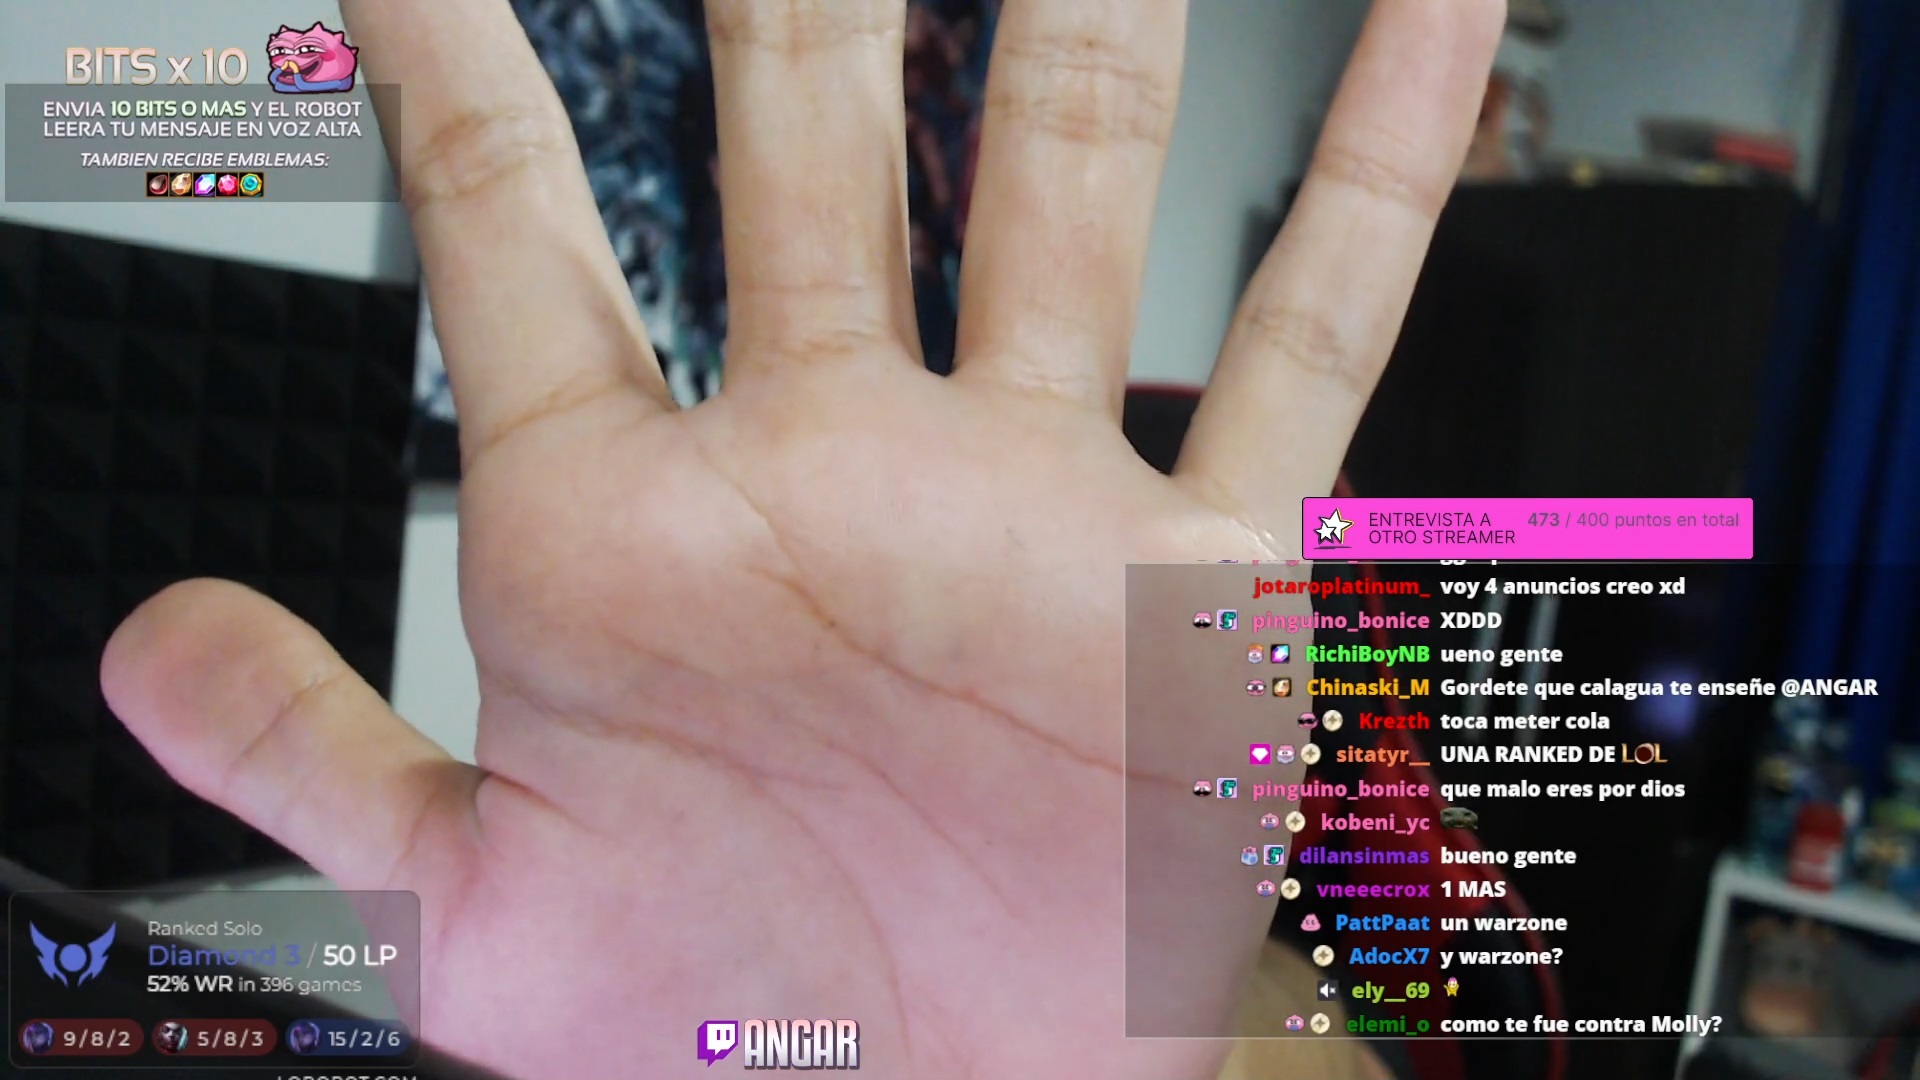 BITS x 10
ENVIA 10 BITS O MAS Y EL ROBOT
LEERA TU MENSAJE EN VOZ ALTA
TAMBIEN RECIBE EMBLEMAS:
ENTREVISTA A
OTRO STREAMER
473 / 400 puntos en total
jotaroplatinum_ voy 4 anuncios creo xd
pinguino_bonice XDDD
RichiBoyNB ueno gente
Chinaski_M Gordete que calagua te enseñe @ANGAR
Krezth toca meter cola
sitatyr__ UNA RANKED DE LOL
pinguino_bonice que malo eres por dios
kobeni_yc
dilansinmas bueno gente
vneeecrox 1 MAS
PattPaat un warzone
AdocX7 y warzone?
ely__69
elemi_o como te fue contra Molly?
Ranked Solo
Diamond 3 / 50 LP
52% WR in 396 games
9/8/2 5/8/3 15/2/6
ANGAR